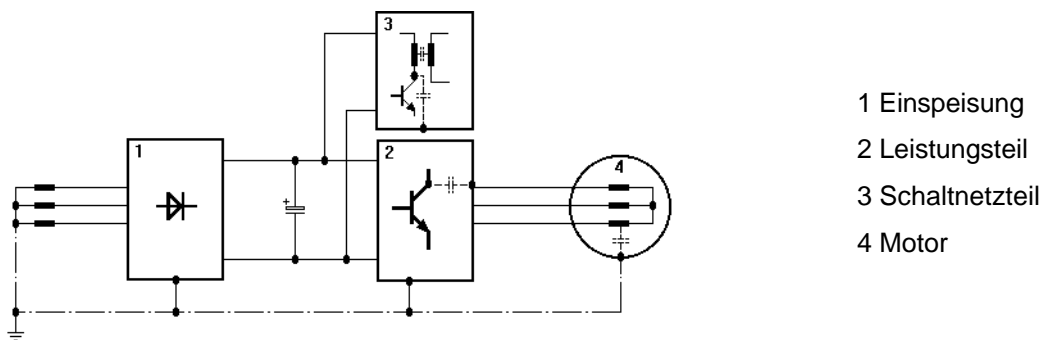 3
1
2
4
+
1 Einspeisung
2 Leistungsteil
3 Schaltnetzteil
4 Motor